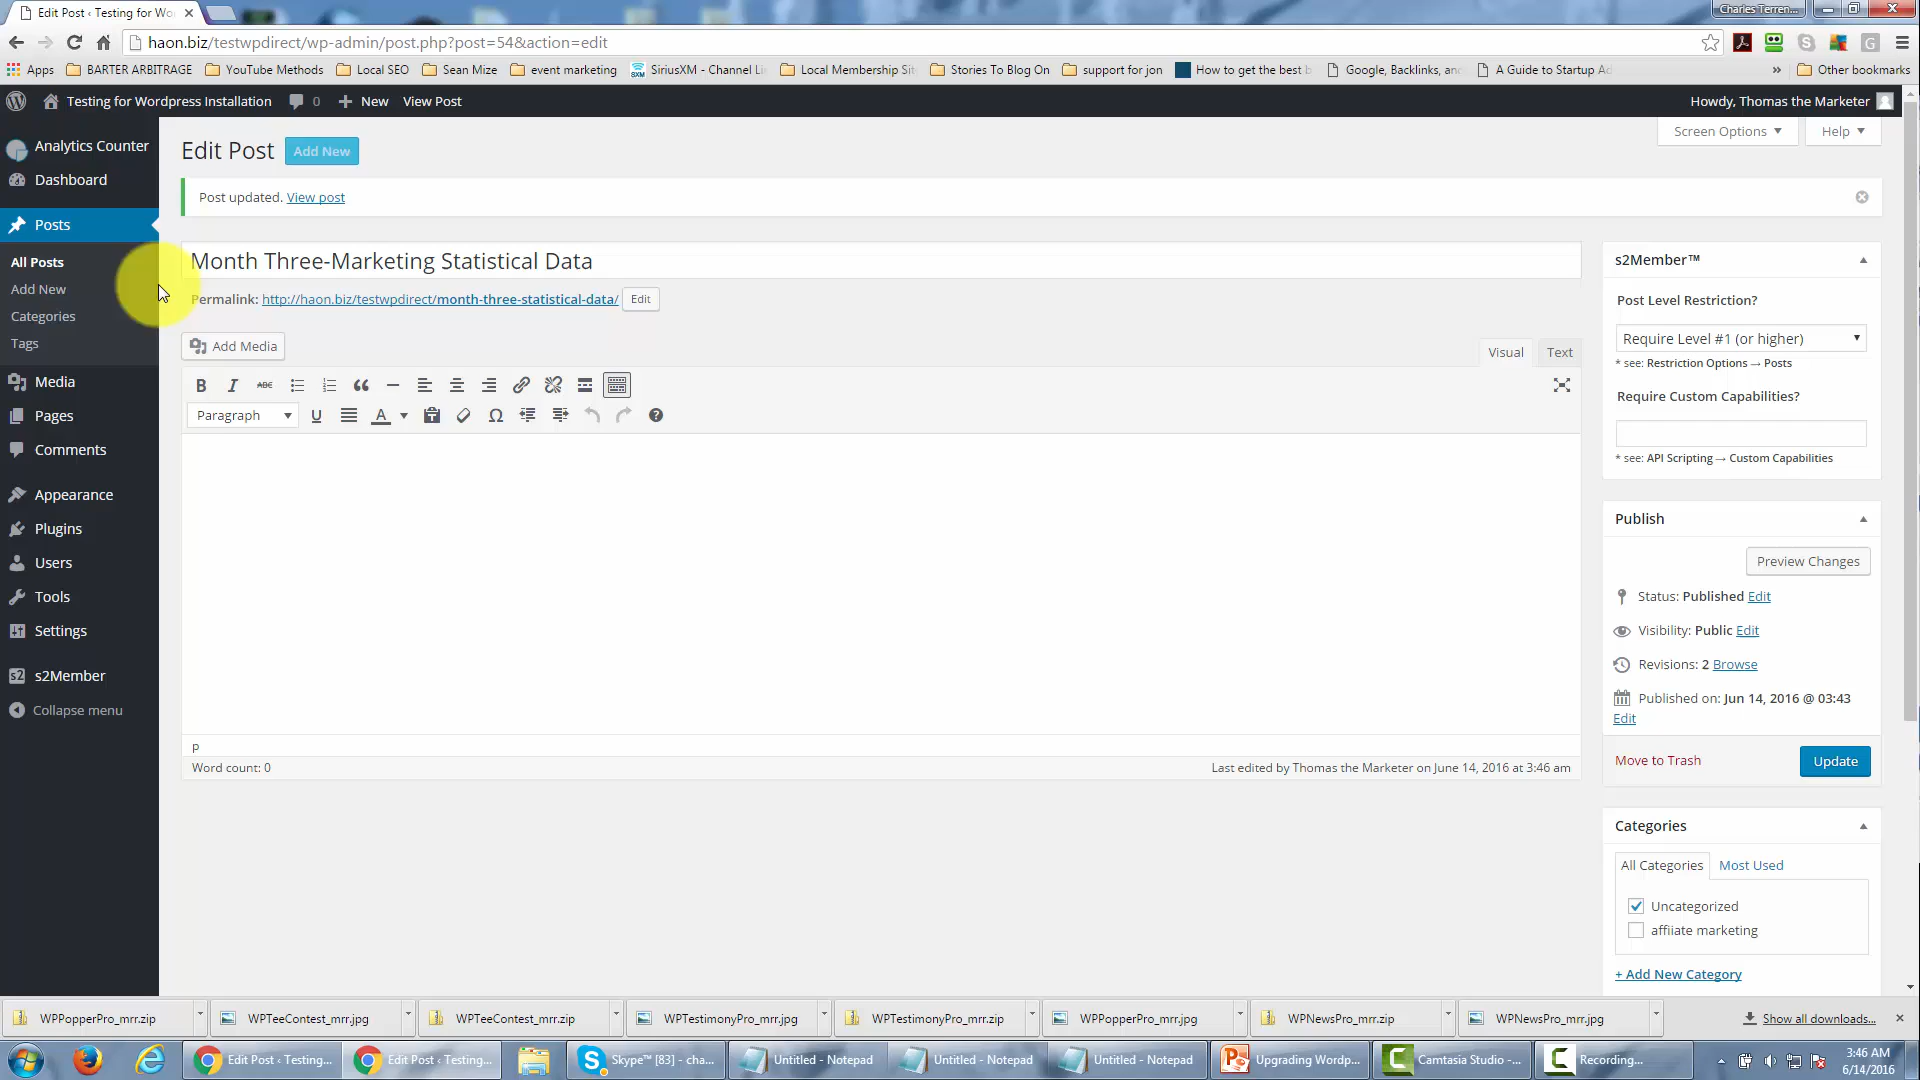 Edit Post ‹ Testing for Wo
Charles Terren...
haon.biz/testwpdirect/wp-admin/post.php?post=54&action=edit
Apps BARTER ARBITRAGE YouTube Methods Local SEO Sean Mize event marketing SiriusXM - Channel Li Local Membership Sit Stories To Blog On support for jon How to get the best b Google, Backlinks, an A Guide to Startup Ad » Other bookmarks
Testing for Wordpress Installation 0 New View Post Howdy, Thomas the Marketer
Screen Options Help
Analytics Counter
Dashboard
Posts
All Posts
Add New
Categories
Tags
Media
Pages
Comments
Appearance
Plugins
Users
Tools
Settings
s2Member
Collapse menu
Edit Post Add New
Post updated. View post
Month Three-Marketing Statistical Data
Permalink: http://haon.biz/testwpdirect/month-three-statistical-data/ Edit
Add Media
Visual Text
B I ABC
Paragraph U A Ω
p
Word count: 0 Last edited by Thomas the Marketer on June 14, 2016 at 3:46 am
s2Member™
Post Level Restriction?
Require Level #1 (or higher)
* see: Restriction Options → Posts
Require Custom Capabilities?
* see: API Scripting → Custom Capabilities
Publish
Preview Changes
Status: Published Edit
Visibility: Public Edit
Revisions: 2 Browse
Published on: Jun 14, 2016 @ 03:43
Edit
Move to Trash Update
Categories
All Categories Most Used
Uncategorized
affiiate marketing
+ Add New Category
WPPopperPro_mrr.zip WPTeeContest_mrr.jpg WPTeeContest_mrr.zip WPTestimonyPro_mrr.jpg WPTestimonyPro_mrr.zip WPPopperPro_mrr.jpg WPNewsPro_mrr.zip WPNewsPro_mrr.jpg Show all downloads...
Edit Post ‹ Testing... Edit Post ‹ Testing... Skype™ [83] - cha... Untitled - Notepad Untitled - Notepad Untitled - Notepad Upgrading Wordp... Camtasia Studio -... Recording...
3:46 AM
6/14/2016